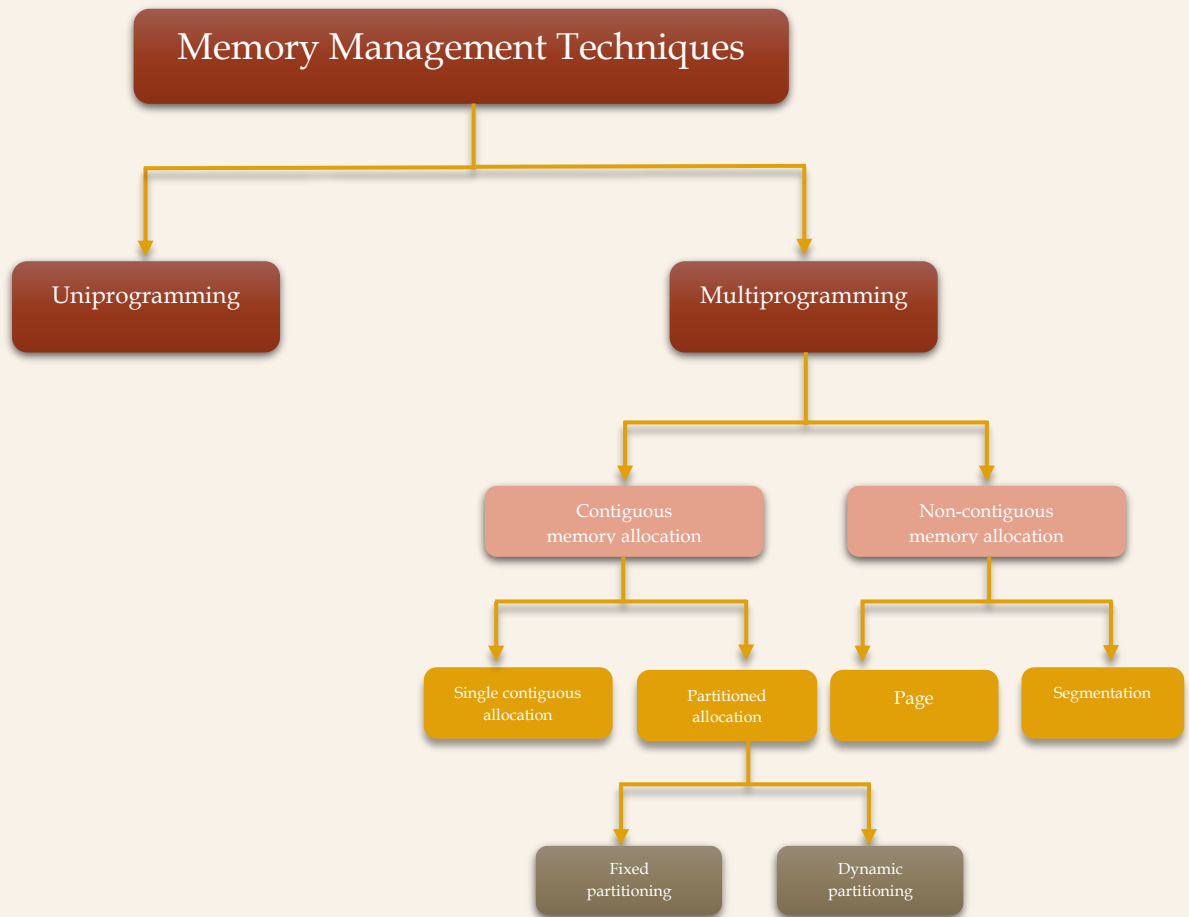 Memory Management Techniques
Uniprogramming
Multiprogramming
Contiguous
memory allocation
Non-contiguous
memory allocation
Single contiguous
allocation
Partitioned
allocation
Page
Segmentation
Fixed
partitioning
Dynamic
partitioning